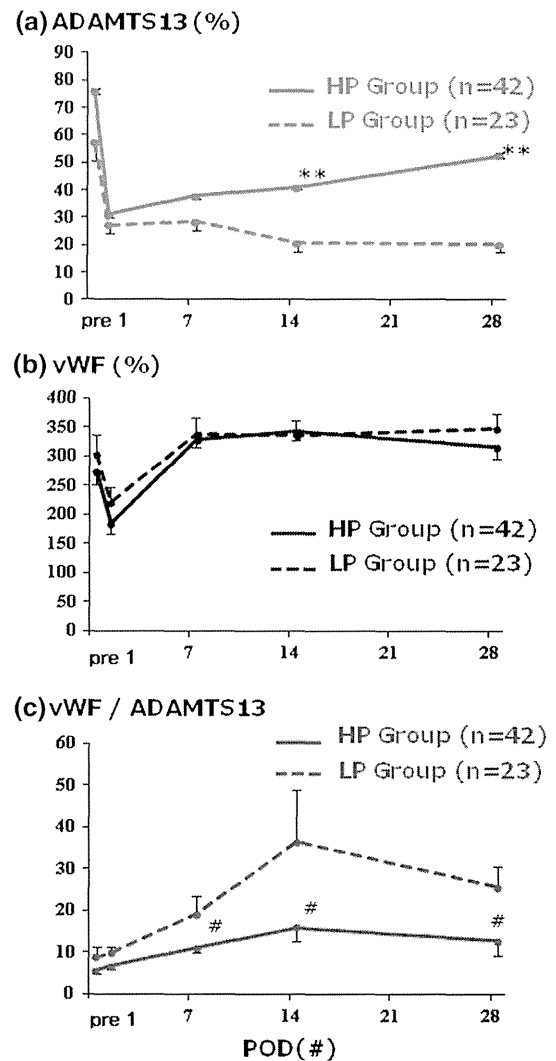 (a) ADAMTS13 (%)
90
80
70
60
50
40
30
20
10
0
HP Group (n=42)
LP Group (n=23)
**
**
pre 1 7 14 21 28
(b) vWF (%)
400
350
300
250
200
150
100
50
0
HP Group (n=42)
LP Group (n=23)
pre 1 7 14 21 28
(c) vWF / ADAMTS13
60
50
40
30
20
10
0
HP Group (n=42)
LP Group (n=23)
# # #
pre 1 7 14 21 28
POD(#)